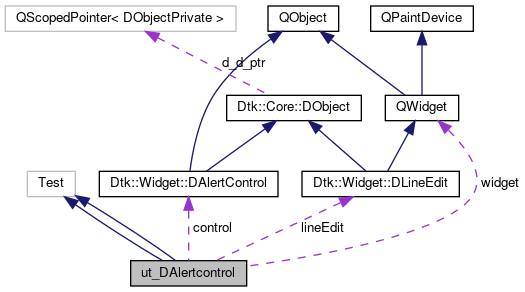 QScopedPointer< DObjectPrivate >
QObject
QPaintDevice
d_d_ptr
Dtk::Core::DObject
QWidget
Test
Dtk::Widget::DAlertControl
Dtk::Widget::DLineEdit
widget
control
lineEdit
ut_DAlertcontrol